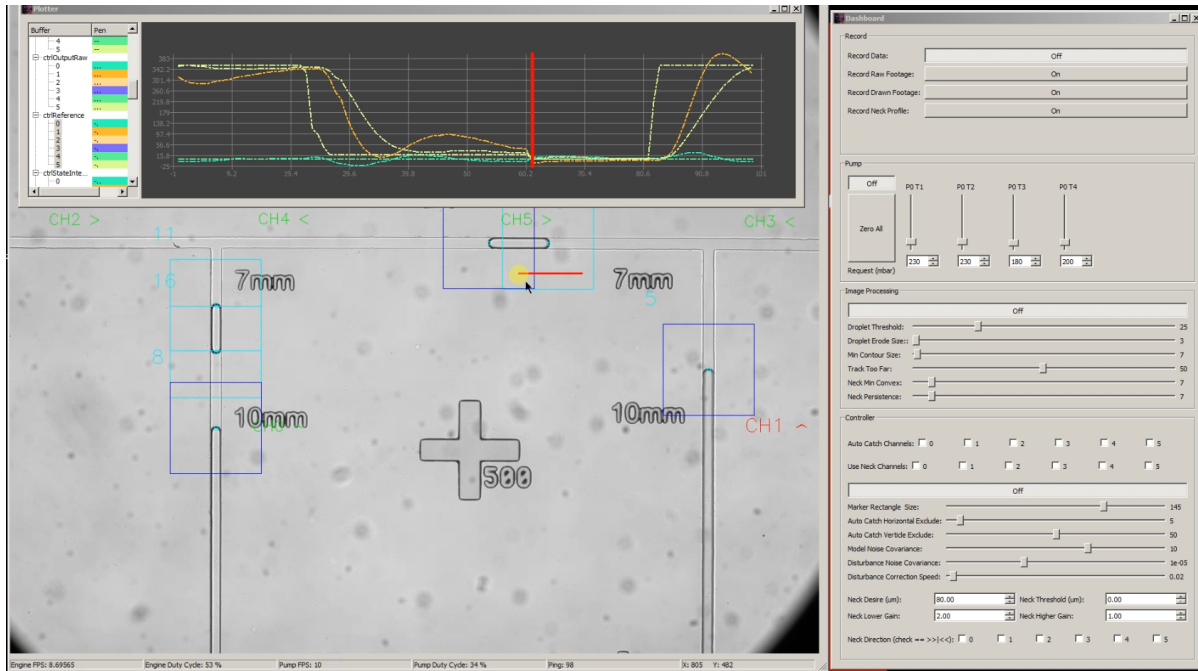 Plotter
Buffer Pen
4
5
ctrlOutputRaw
0
1
2
3
4
5
ctrlReference
0
1
2
3
4
5
ctrlStateInte...
0
383
342.2
301.4
260.6
219.8
179
138.2
97.4
56.6
15.8
-25
-1 9.2 19.4 29.6 39.8 50 60.2 70.4 80.6 90.8 101
CH2 > CH4 < CH5 > CH3 <
11
16 7mm 7mm
5
8
10mm 10mm
CH1 ^
500
Engine FPS: 8.69565 Engine Duty Cycle: 53 % Pump FPS: 10 Pump Duty Cycle: 34 % Ping: 98 X: 805 Y: 482
Dashboard
Record
Record Data: Off
Record Raw Footage: On
Record Drawn Footage: On
Record Neck Profile: On
Pump
Off P0 T1 P0 T2 P0 T3 P0 T4
Zero All
230 230 180 200
Request (mbar)
Image Processing
Off
Droplet Threshold: 25
Droplet Erode Size:: 3
Min Contour Size: 7
Track Too Far: 50
Neck Min Convex: 7
Neck Persistence: 7
Controller
Auto Catch Channels: 0 1 2 3 4 5
Use Neck Channels: 0 1 2 3 4 5
Off
Marker Rectangle Size: 145
Auto Catch Horizontal Exclude: 5
Auto Catch Verticle Exclude: 50
Model Noise Covariance: 10
Disturbance Noise Covariance: 1e-05
Disturbance Correction Speed: 0.02
Neck Desire (um): 80.00 Neck Threshold (um): 0.00
Neck Lower Gain: 2.00 Neck Higher Gain: 1.00
Neck Direction (check == >>|<<): 0 1 2 3 4 5